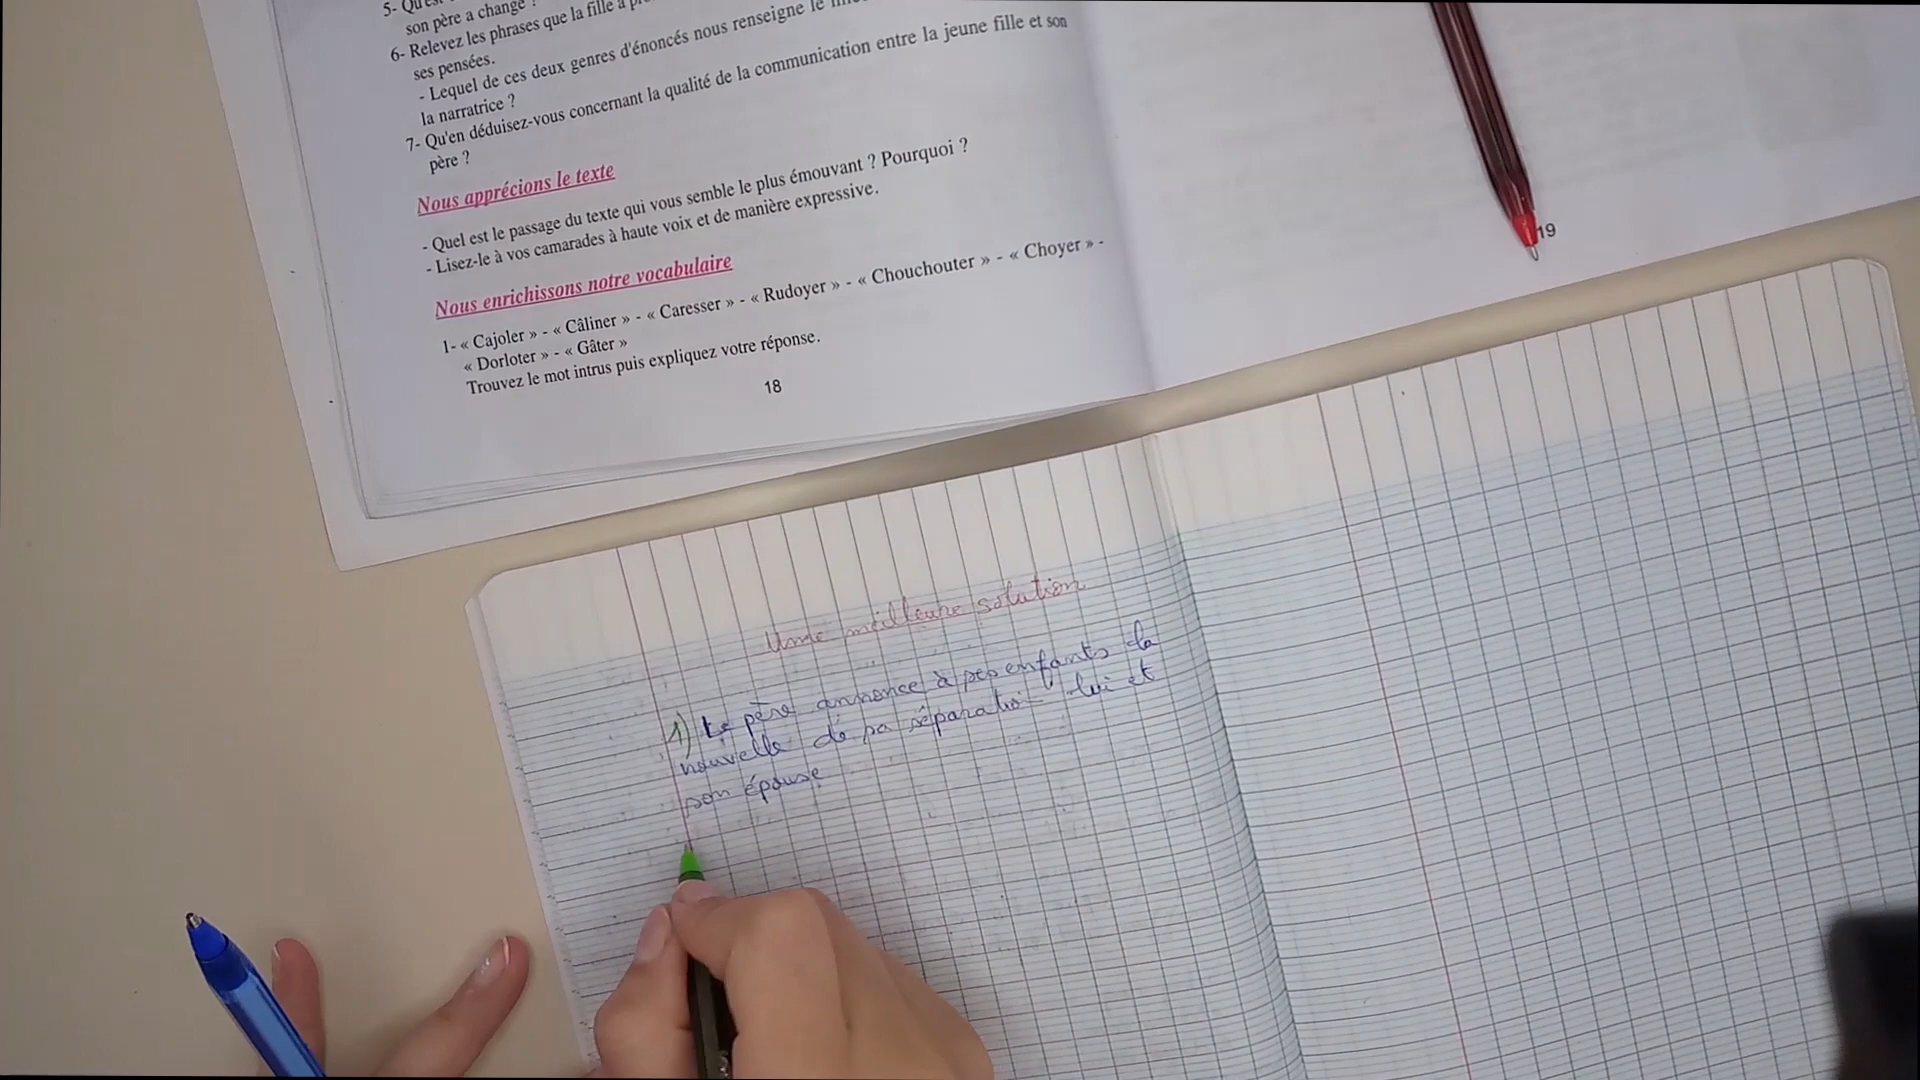 5- Qu'est
son père a changé ?
6- Relevez les phrases que la fille a
ses pensées.
- Lequel de ces deux genres d'énoncés nous renseigne le
la narratrice ?
7- Qu'en déduisez-vous concernant la qualité de la communication entre la jeune fille et son
père ?
Nous apprécions le texte
- Quel est le passage du texte qui vous semble le plus émouvant ? Pourquoi ?
- Lisez-le à vos camarades à haute voix et de manière expressive.
Nous enrichissons notre vocabulaire
1- « Cajoler » - « Câliner » - « Caresser » - « Rudoyer » - « Chouchouter » - « Choyer » -
« Dorloter » - « Gâter »
Trouvez le mot intrus puis expliquez votre réponse.
18
19
Une meilleure solution
1) Le père annonce à ses enfants la
nouvelle de sa séparation lui et
son épouse